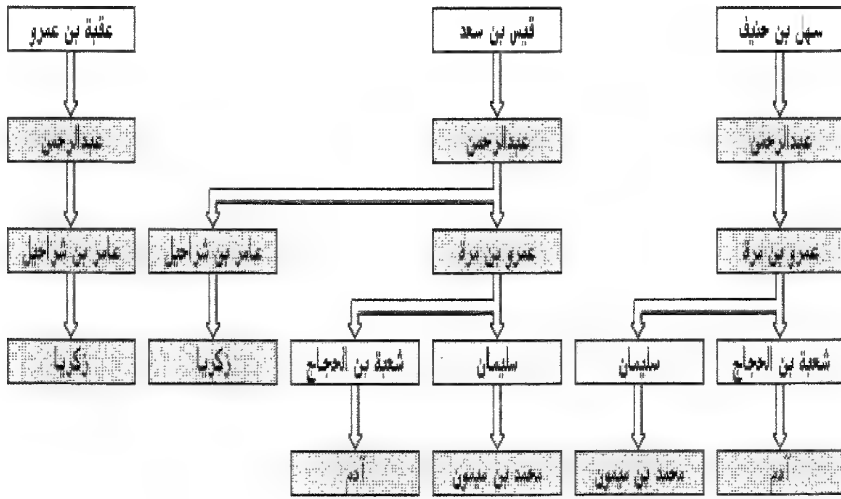 سهل بن حنيف
قيس بن سعد
عقبة بن عمرو
عبدالرحمن
عبدالرحمن
عبدالرحمن
عمرو بن مرة
عمرو بن مرة
عامر بن شراحيل
عامر بن شراحيل
شعبة بن الحجاج
سليمان
سليمان
شعبة بن الحجاج
زكريا
زكريا
آدم
محمد بن ميمون
محمد بن ميمون
آدم